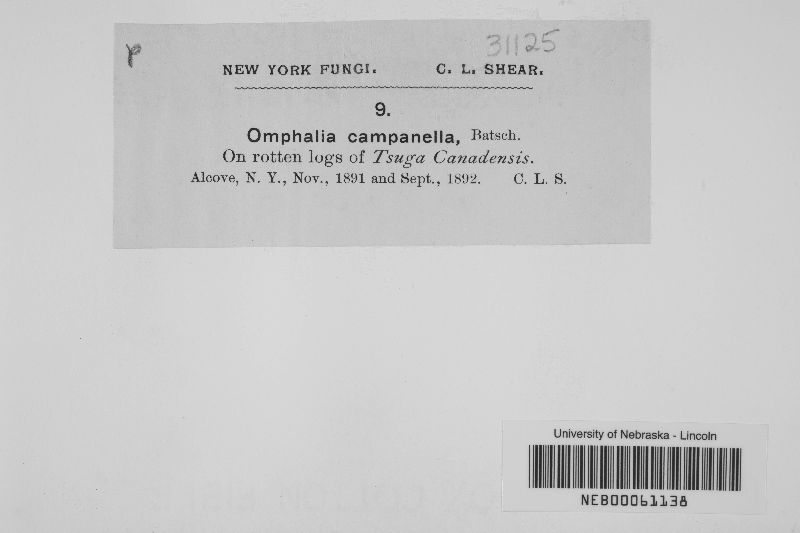 31125
NEW YORK FUNGI. C. L. SHEAR.
9.
Omphalia campanella, Batsch.
On rotten logs of Tsuga Canadensis.
Alcove, N. Y., Nov., 1891 and Sept., 1892. C. L. S.
University of Nebraska - Lincoln
NEB00061138